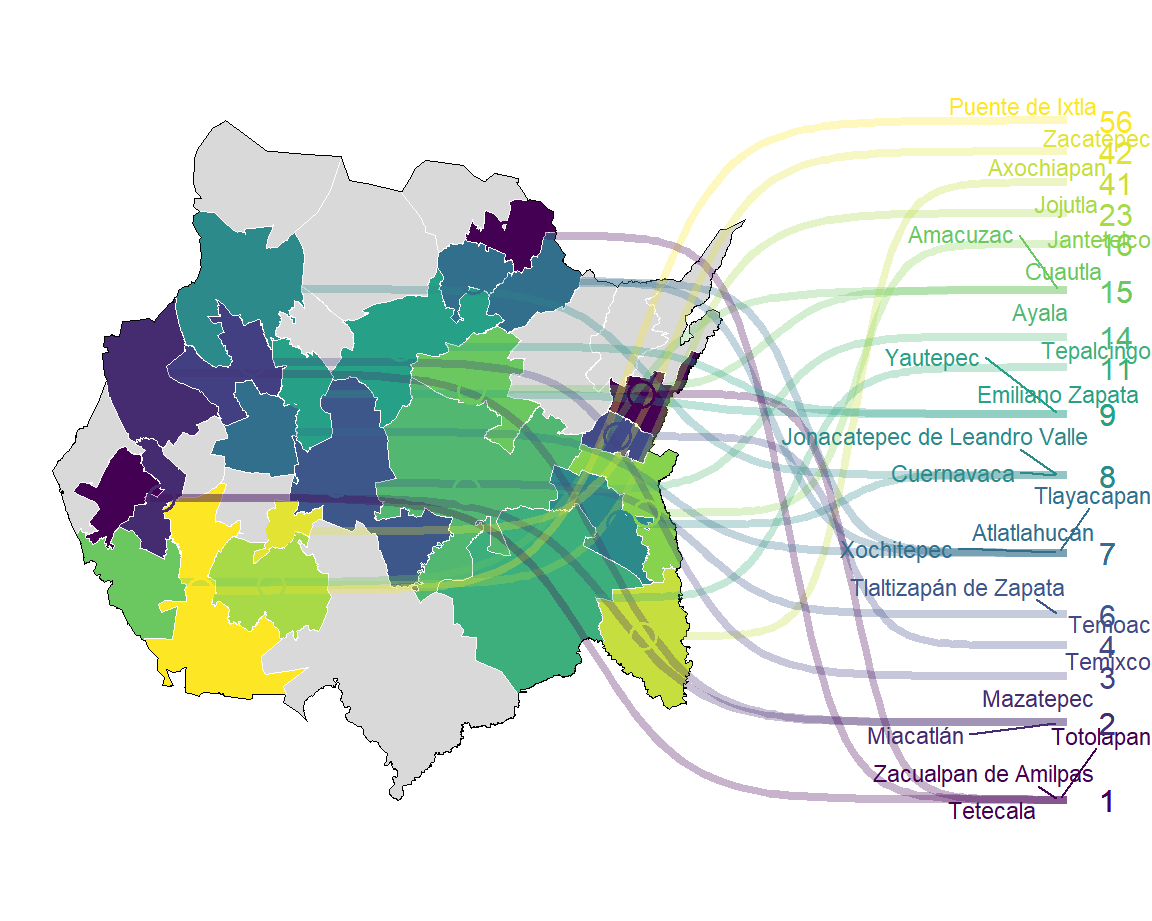 Puente de Ixtla
56
Zacatepec
42
Axochiapan
41
Jojutla
23
Amacuzac
Jantetelco
16
Cuautla
15
Ayala
14
Tepalcingo
11
Yautepec
Emiliano Zapata
9
Jonacatepec de Leandro Valle
Cuernavaca
8
Tlayacapan
Atlatlahucan
Xochitepec
7
Tlaltizapán de Zapata
6
Temoac
4
Temixco
3
Mazatepec
2
Miacatlán
Totolapan
Zacualpan de Amilpas
1
Tetecala